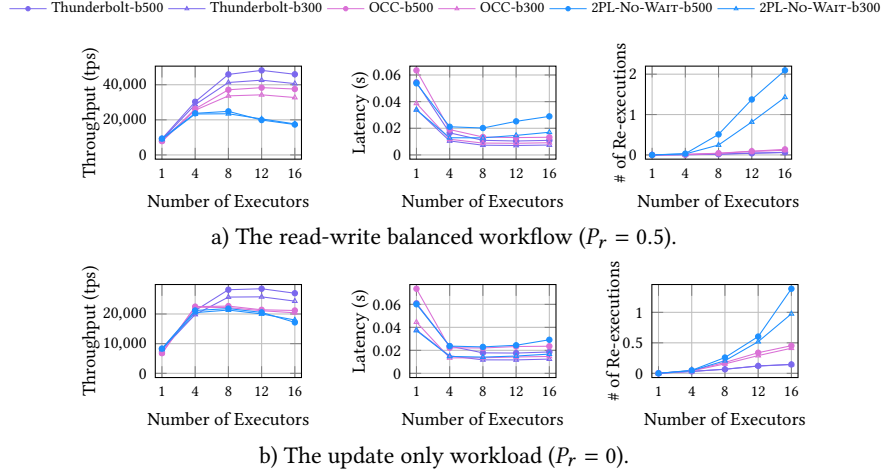 Thunderbolt-b500 Thunderbolt-b300 OCC-b500 OCC-b300 2PL-No-Wait-b500 2PL-No-Wait-b300
Throughput (tps)
40,000
20,000
0
1 4 8 12 16
Number of Executors
Latency (s)
0.06
0.04
0.02
0
1 4 8 12 16
Number of Executors
# of Re-executions
2
1
0
1 4 8 12 16
Number of Executors
a) The read-write balanced workflow (Pr = 0.5).
Throughput (tps)
20,000
10,000
0
1 4 8 12 16
Number of Executors
Latency (s)
0.06
0.04
0.02
0
1 4 8 12 16
Number of Executors
# of Re-executions
1
0.5
0
1 4 8 12 16
Number of Executors
b) The update only workload (Pr = 0).